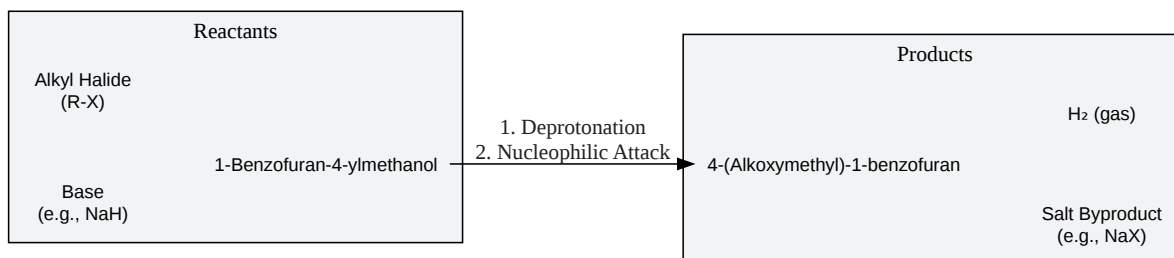 Reactants
Alkyl Halide
(R-X)
1-Benzofuran-4-ylmethanol
Base
(e.g., NaH)
1. Deprotonation
2. Nucleophilic Attack
Products
H₂ (gas)
4-(Alkoxymethyl)-1-benzofuran
Salt Byproduct
(e.g., NaX)